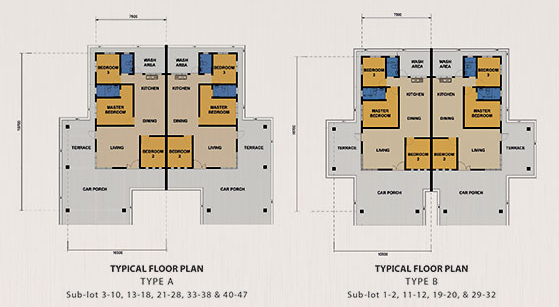 7600
WASH AREA
WASH AREA
BEDROOM 3
BEDROOM 3
KITCHEN
KITCHEN
MASTER BEDROOM
MASTER BEDROOM
DINING
DINING
TERRACE
LIVING
BEDROOM 2
BEDROOM 2
LIVING
TERRACE
CAR PORCH
CAR PORCH
TYPICAL FLOOR PLAN
TYPE A
Sub-lot 3-10, 13-18, 21-28, 33-38 & 40-47
WASH AREA
WASH AREA
BEDROOM 3
BEDROOM 3
KITCHEN
KITCHEN
MASTER BEDROOM
MASTER BEDROOM
DINING
DINING
TERRACE
LIVING
BEDROOM 2
BEDROOM 2
LIVING
TERRACE
CAR PORCH
CAR PORCH
TYPICAL FLOOR PLAN
TYPE B
Sub-lot 1-2, 11-12, 19-20, & 29-32